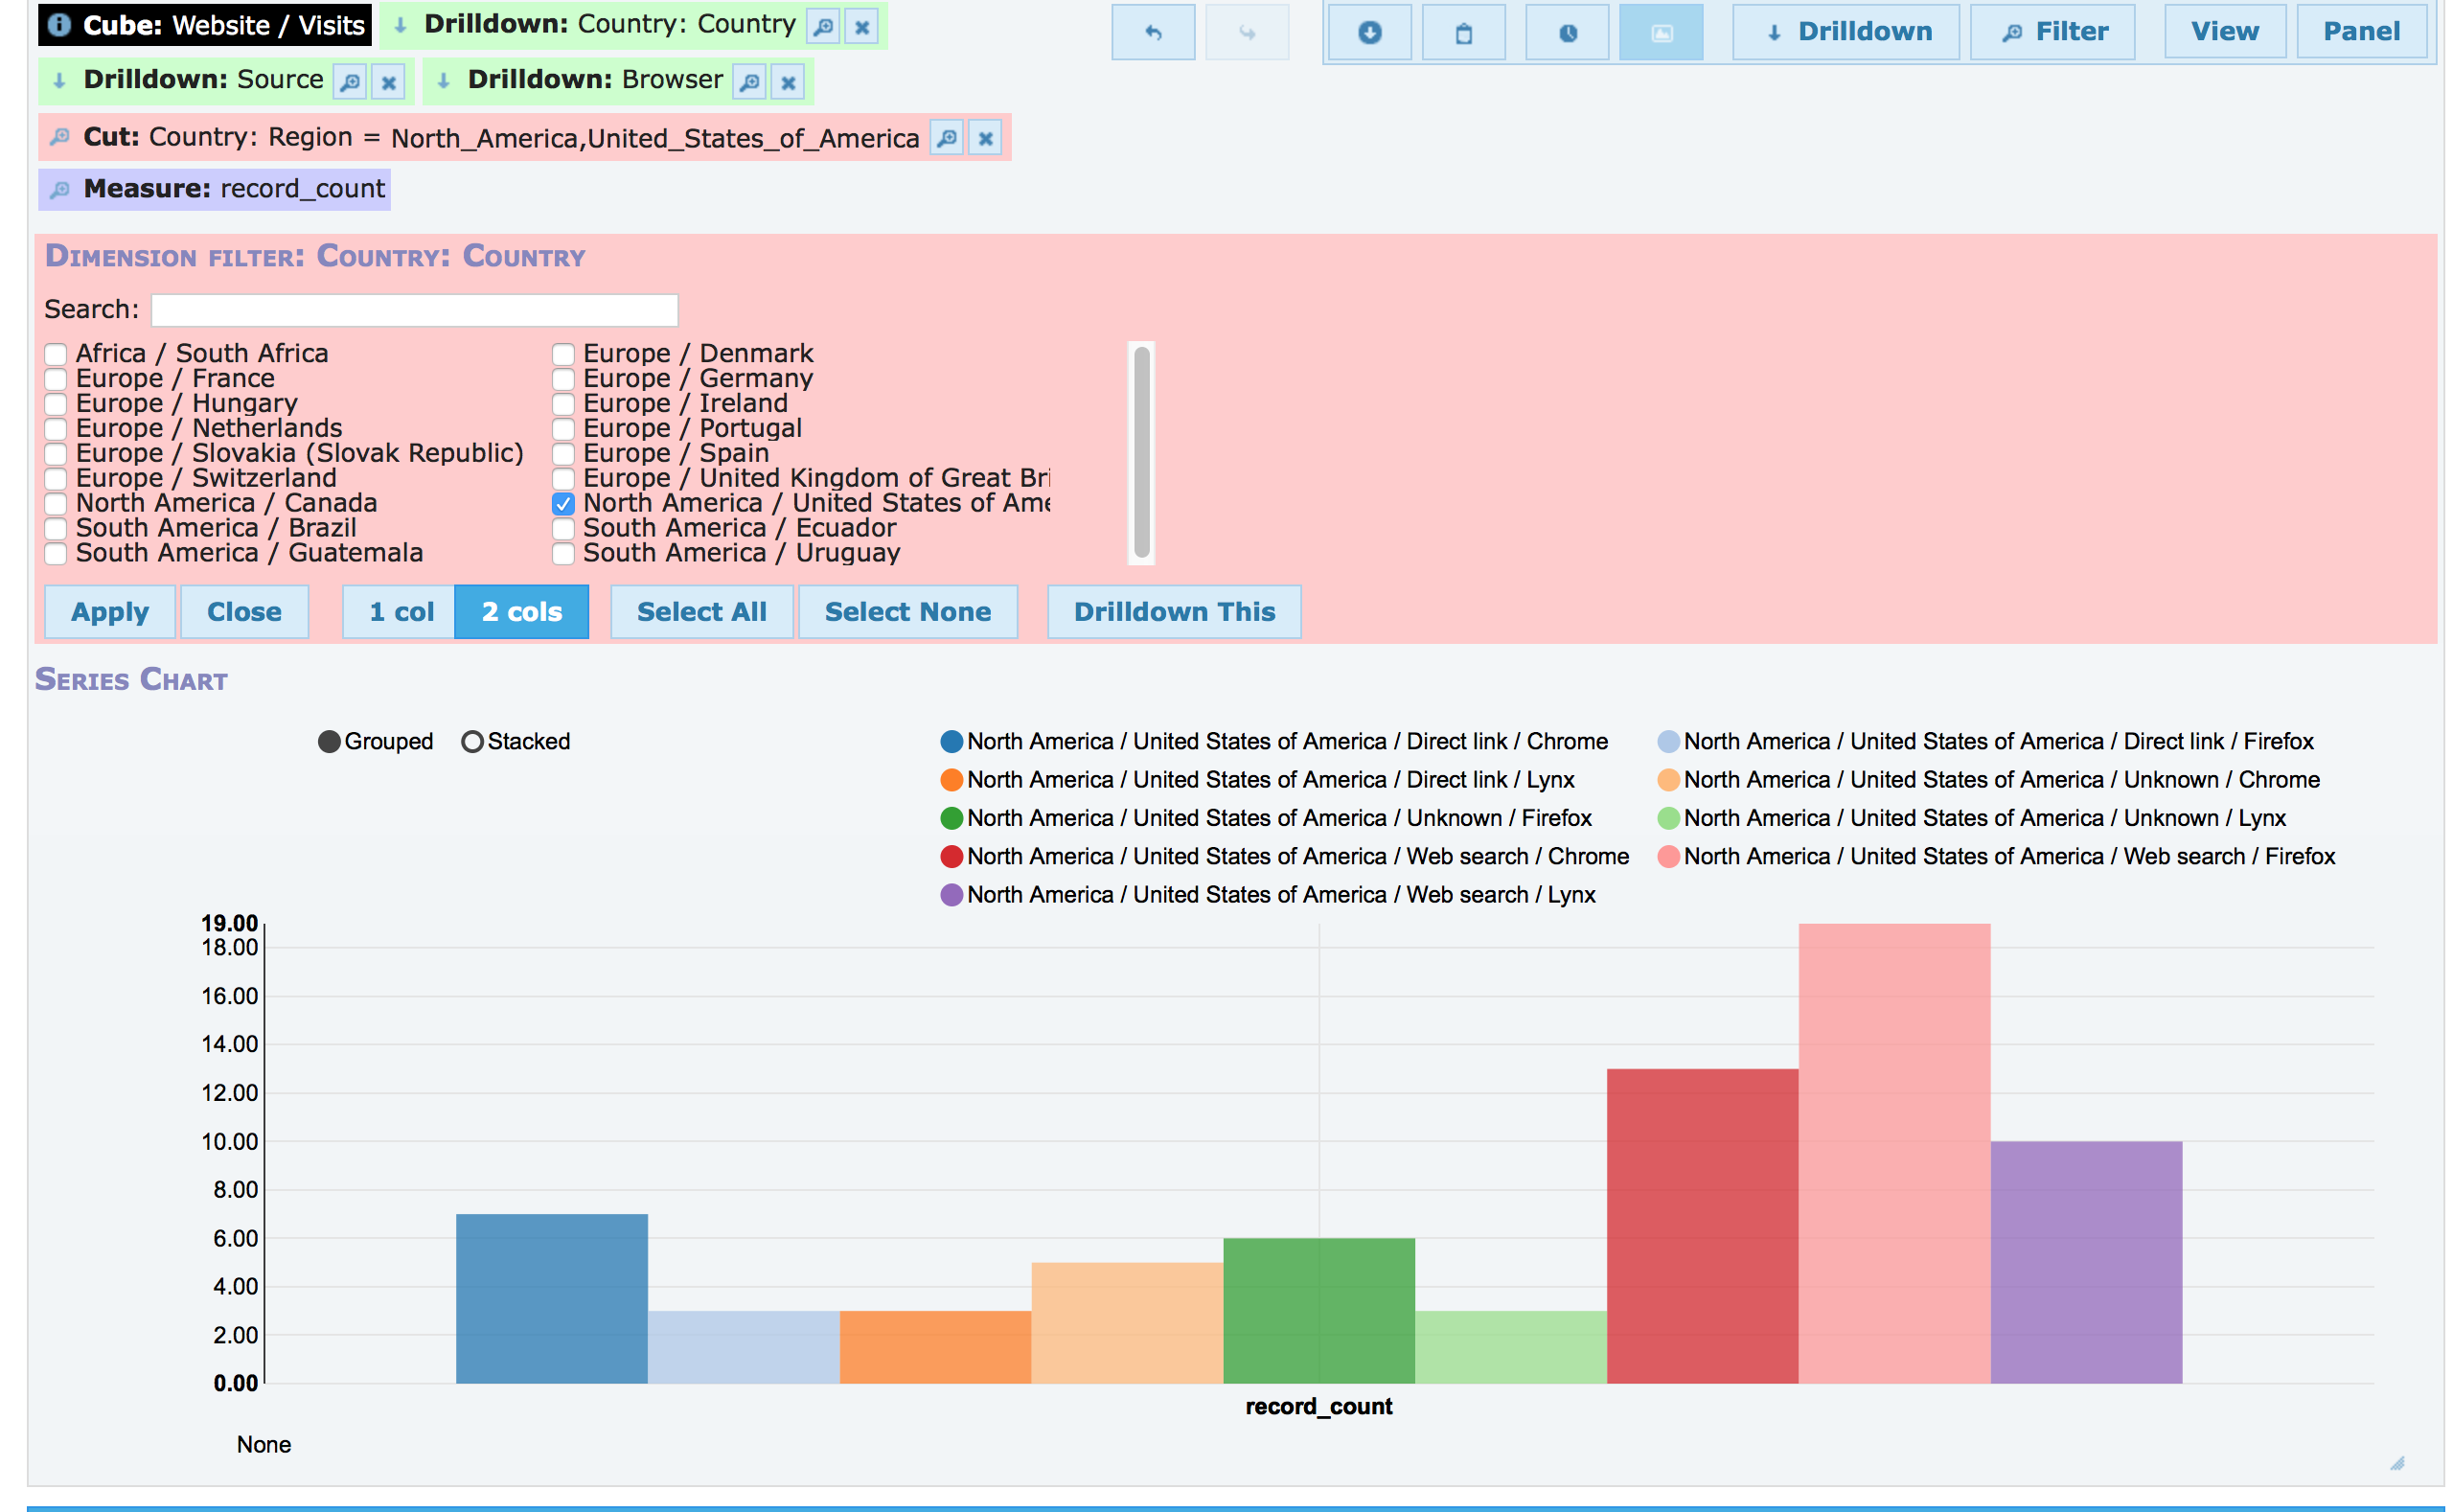 Cube: Website / Visits Drilldown: Country: Country Drilldown Filter View Panel
Drilldown: Source Drilldown: Browser
Cut: Country: Region = North_America,United_States_of_America
Measure: record_count
Dimension filter: Country: Country
Search:
Africa / South Africa Europe / Denmark
Europe / France Europe / Germany
Europe / Hungary Europe / Ireland
Europe / Netherlands Europe / Portugal
Europe / Slovakia (Slovak Republic) Europe / Spain
Europe / Switzerland Europe / United Kingdom of Great Bri
North America / Canada North America / United States of Ame
South America / Brazil South America / Ecuador
South America / Guatemala South America / Uruguay
Apply Close 1 col 2 cols Select All Select None Drilldown This
Series Chart
Grouped Stacked North America / United States of America / Direct link / Chrome North America / United States of America / Direct link / Firefox
North America / United States of America / Direct link / Lynx North America / United States of America / Unknown / Chrome
North America / United States of America / Unknown / Firefox North America / United States of America / Unknown / Lynx
North America / United States of America / Web search / Chrome North America / United States of America / Web search / Firefox
North America / United States of America / Web search / Lynx
19.00
18.00
16.00
14.00
12.00
10.00
8.00
6.00
4.00
2.00
0.00
record_count
None